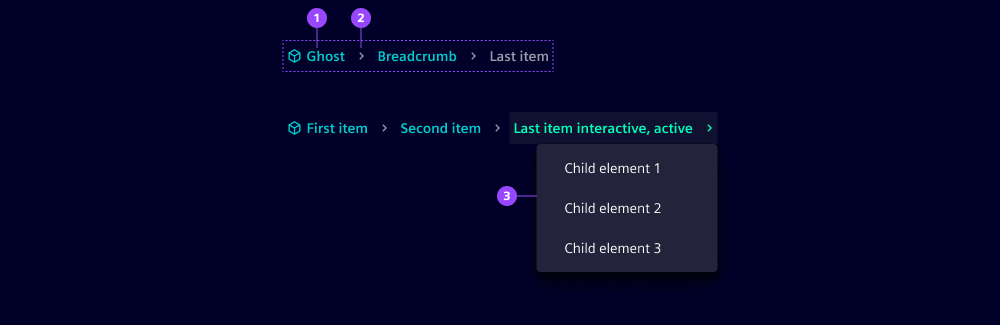 1 2
Ghost > Breadcrumb > Last item
First item > Second item > Last item interactive, active >
Child element 1
3
Child element 2
Child element 3